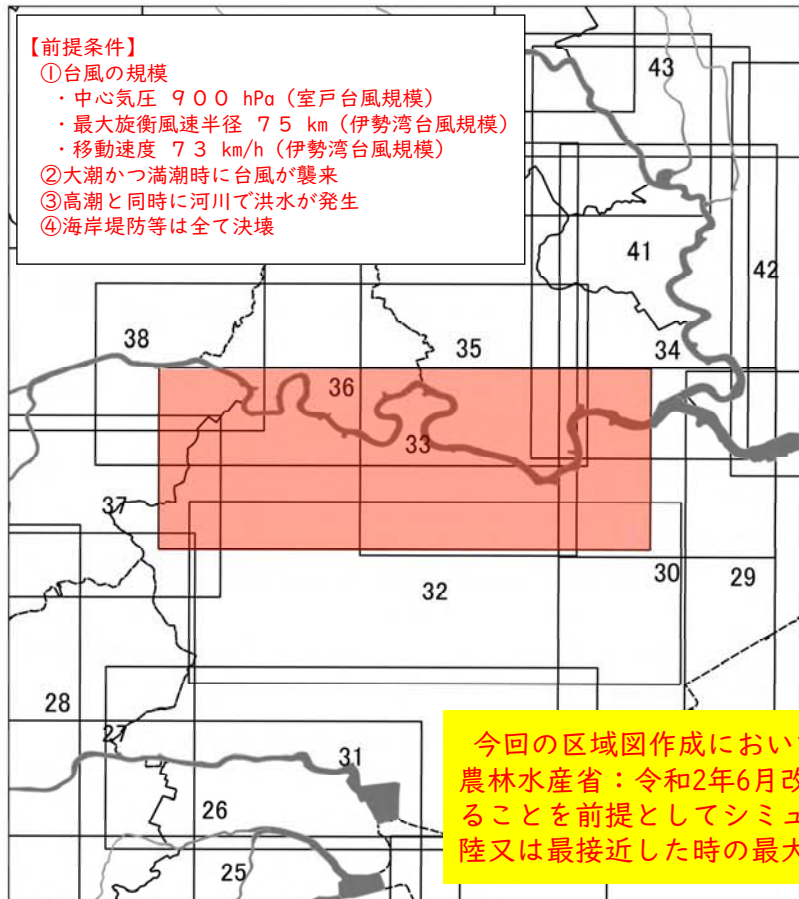 【前提条件】
①台風の規模
・中心気圧 900 hPa（室戸台風規模）
・最大旋衡風速半径 75 km（伊勢湾台風規模）
・移動速度 73 km/h（伊勢湾台風規模）
②大潮かつ満潮時に台風が襲来
③高潮と同時に河川で洪水が発生
④海岸堤防等は全て決壊
43
41
42
38
35
34
36
33
37
32
30
29
28
27
31
26
25
今回の区域図作成におい
農林水産省：令和2年6月改
ることを前提としてシミュ
陸又は最接近した時の最大